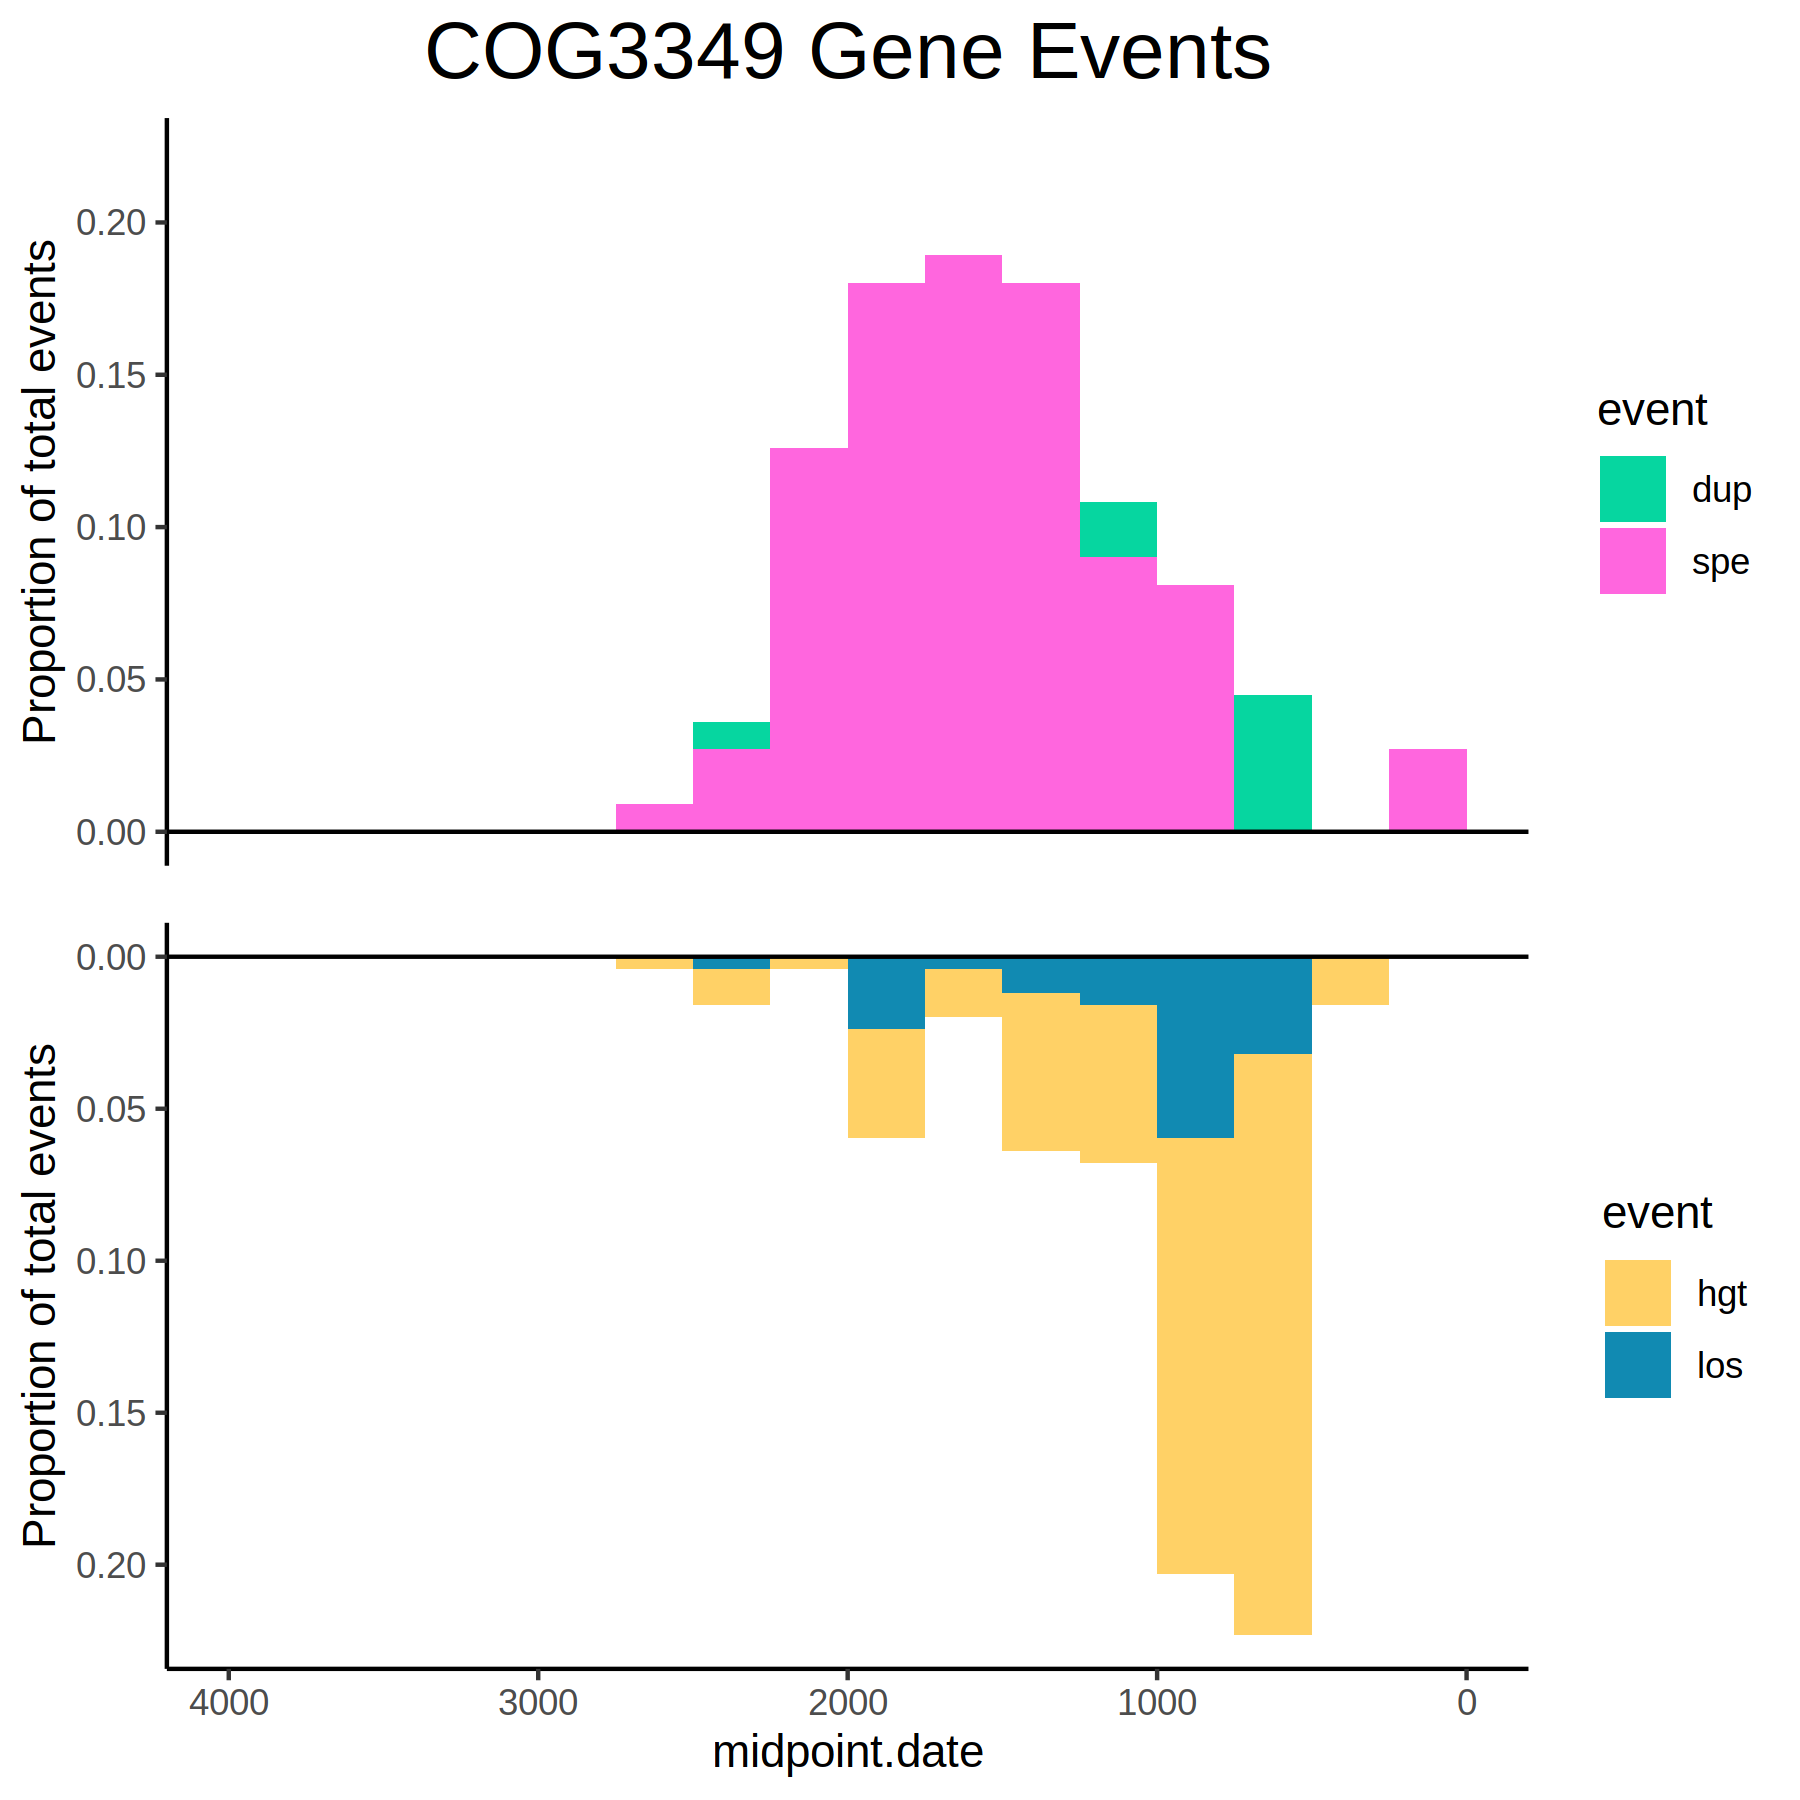 COG3349 Gene Events
Proportion of total events
0.20
0.15
0.10
0.05
0.00
event
dup
spe
Proportion of total events
0.00
0.05
0.10
0.15
0.20
event
hgt
los
4000 3000 2000 1000 0
midpoint.date